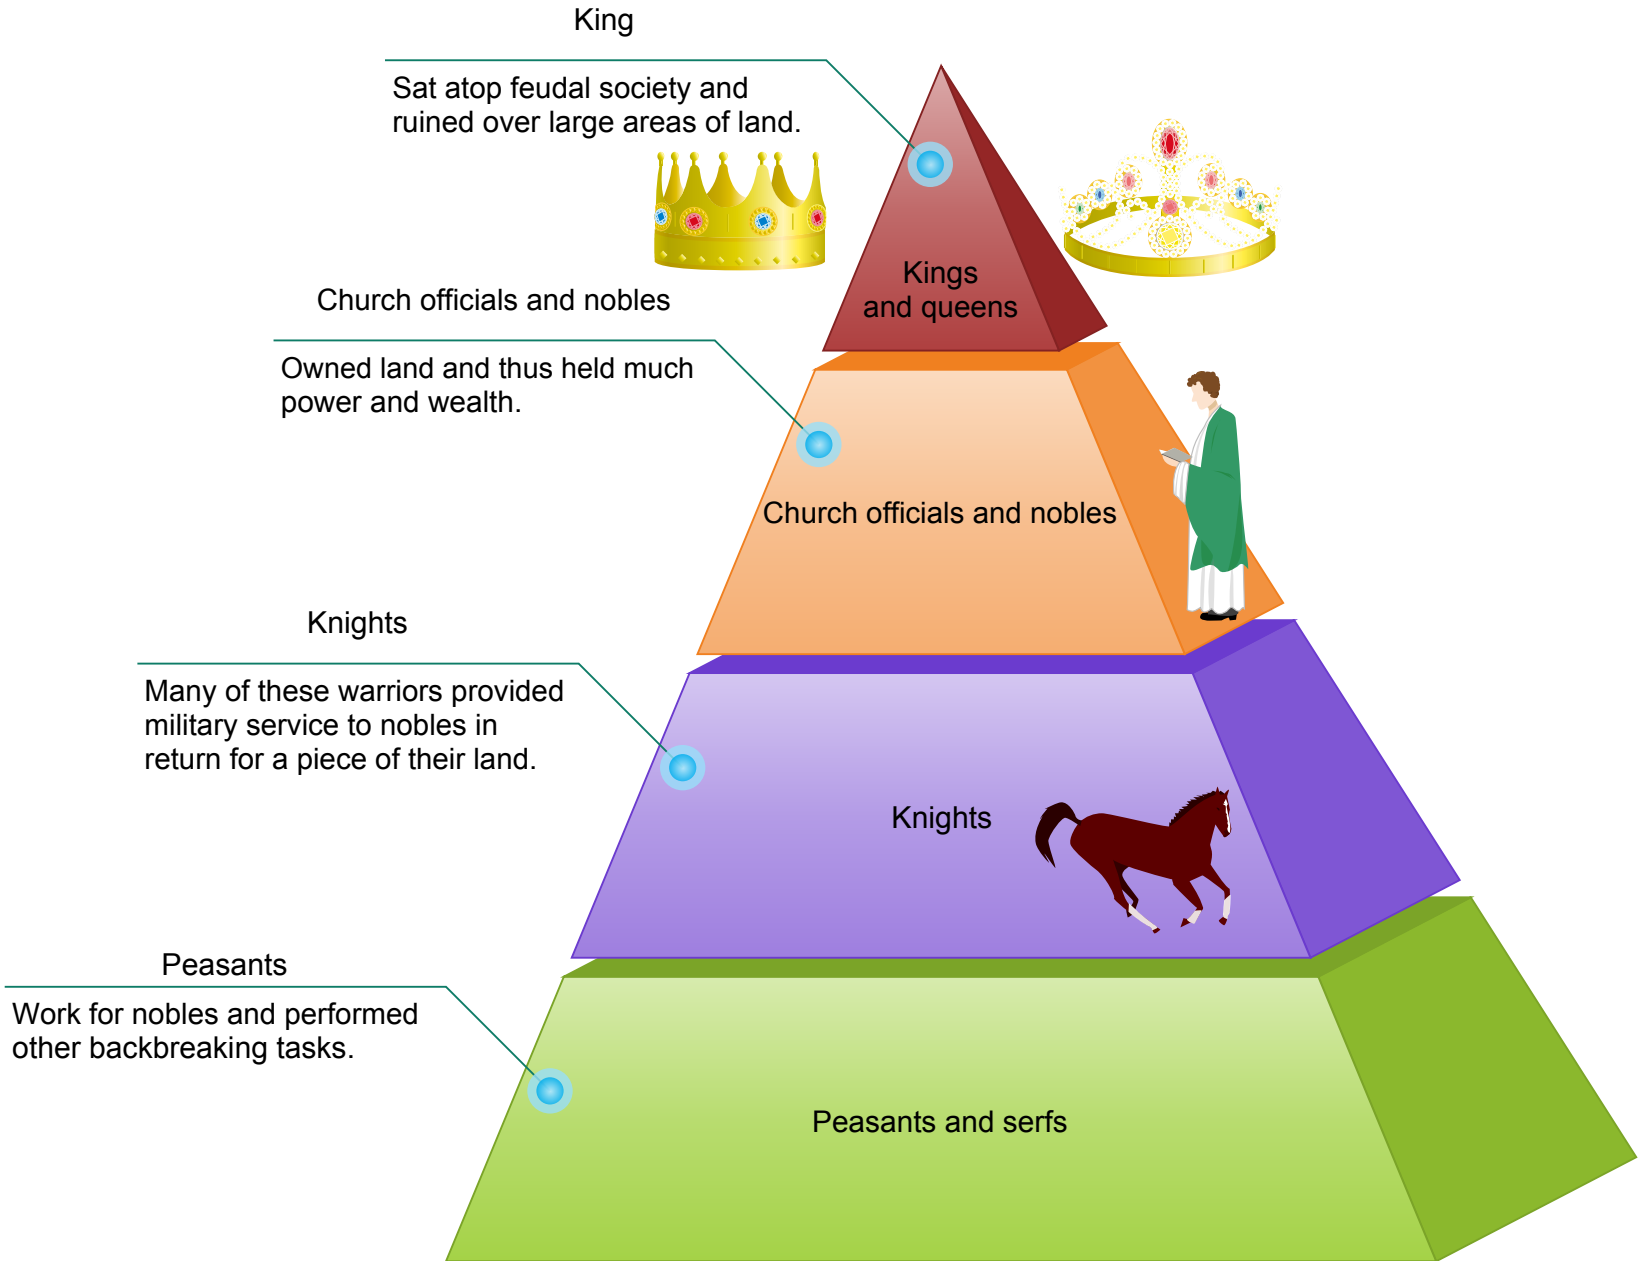 King
Sat atop feudal society and
ruined over large areas of land.
Kings
and queens
Church officials and nobles
Owned land and thus held much
power and wealth.
Church officials and nobles
Knights
Many of these warriors provided
military service to nobles in
return for a piece of their land.
Knights
Peasants
Work for nobles and performed
other backbreaking tasks.
Peasants and serfs